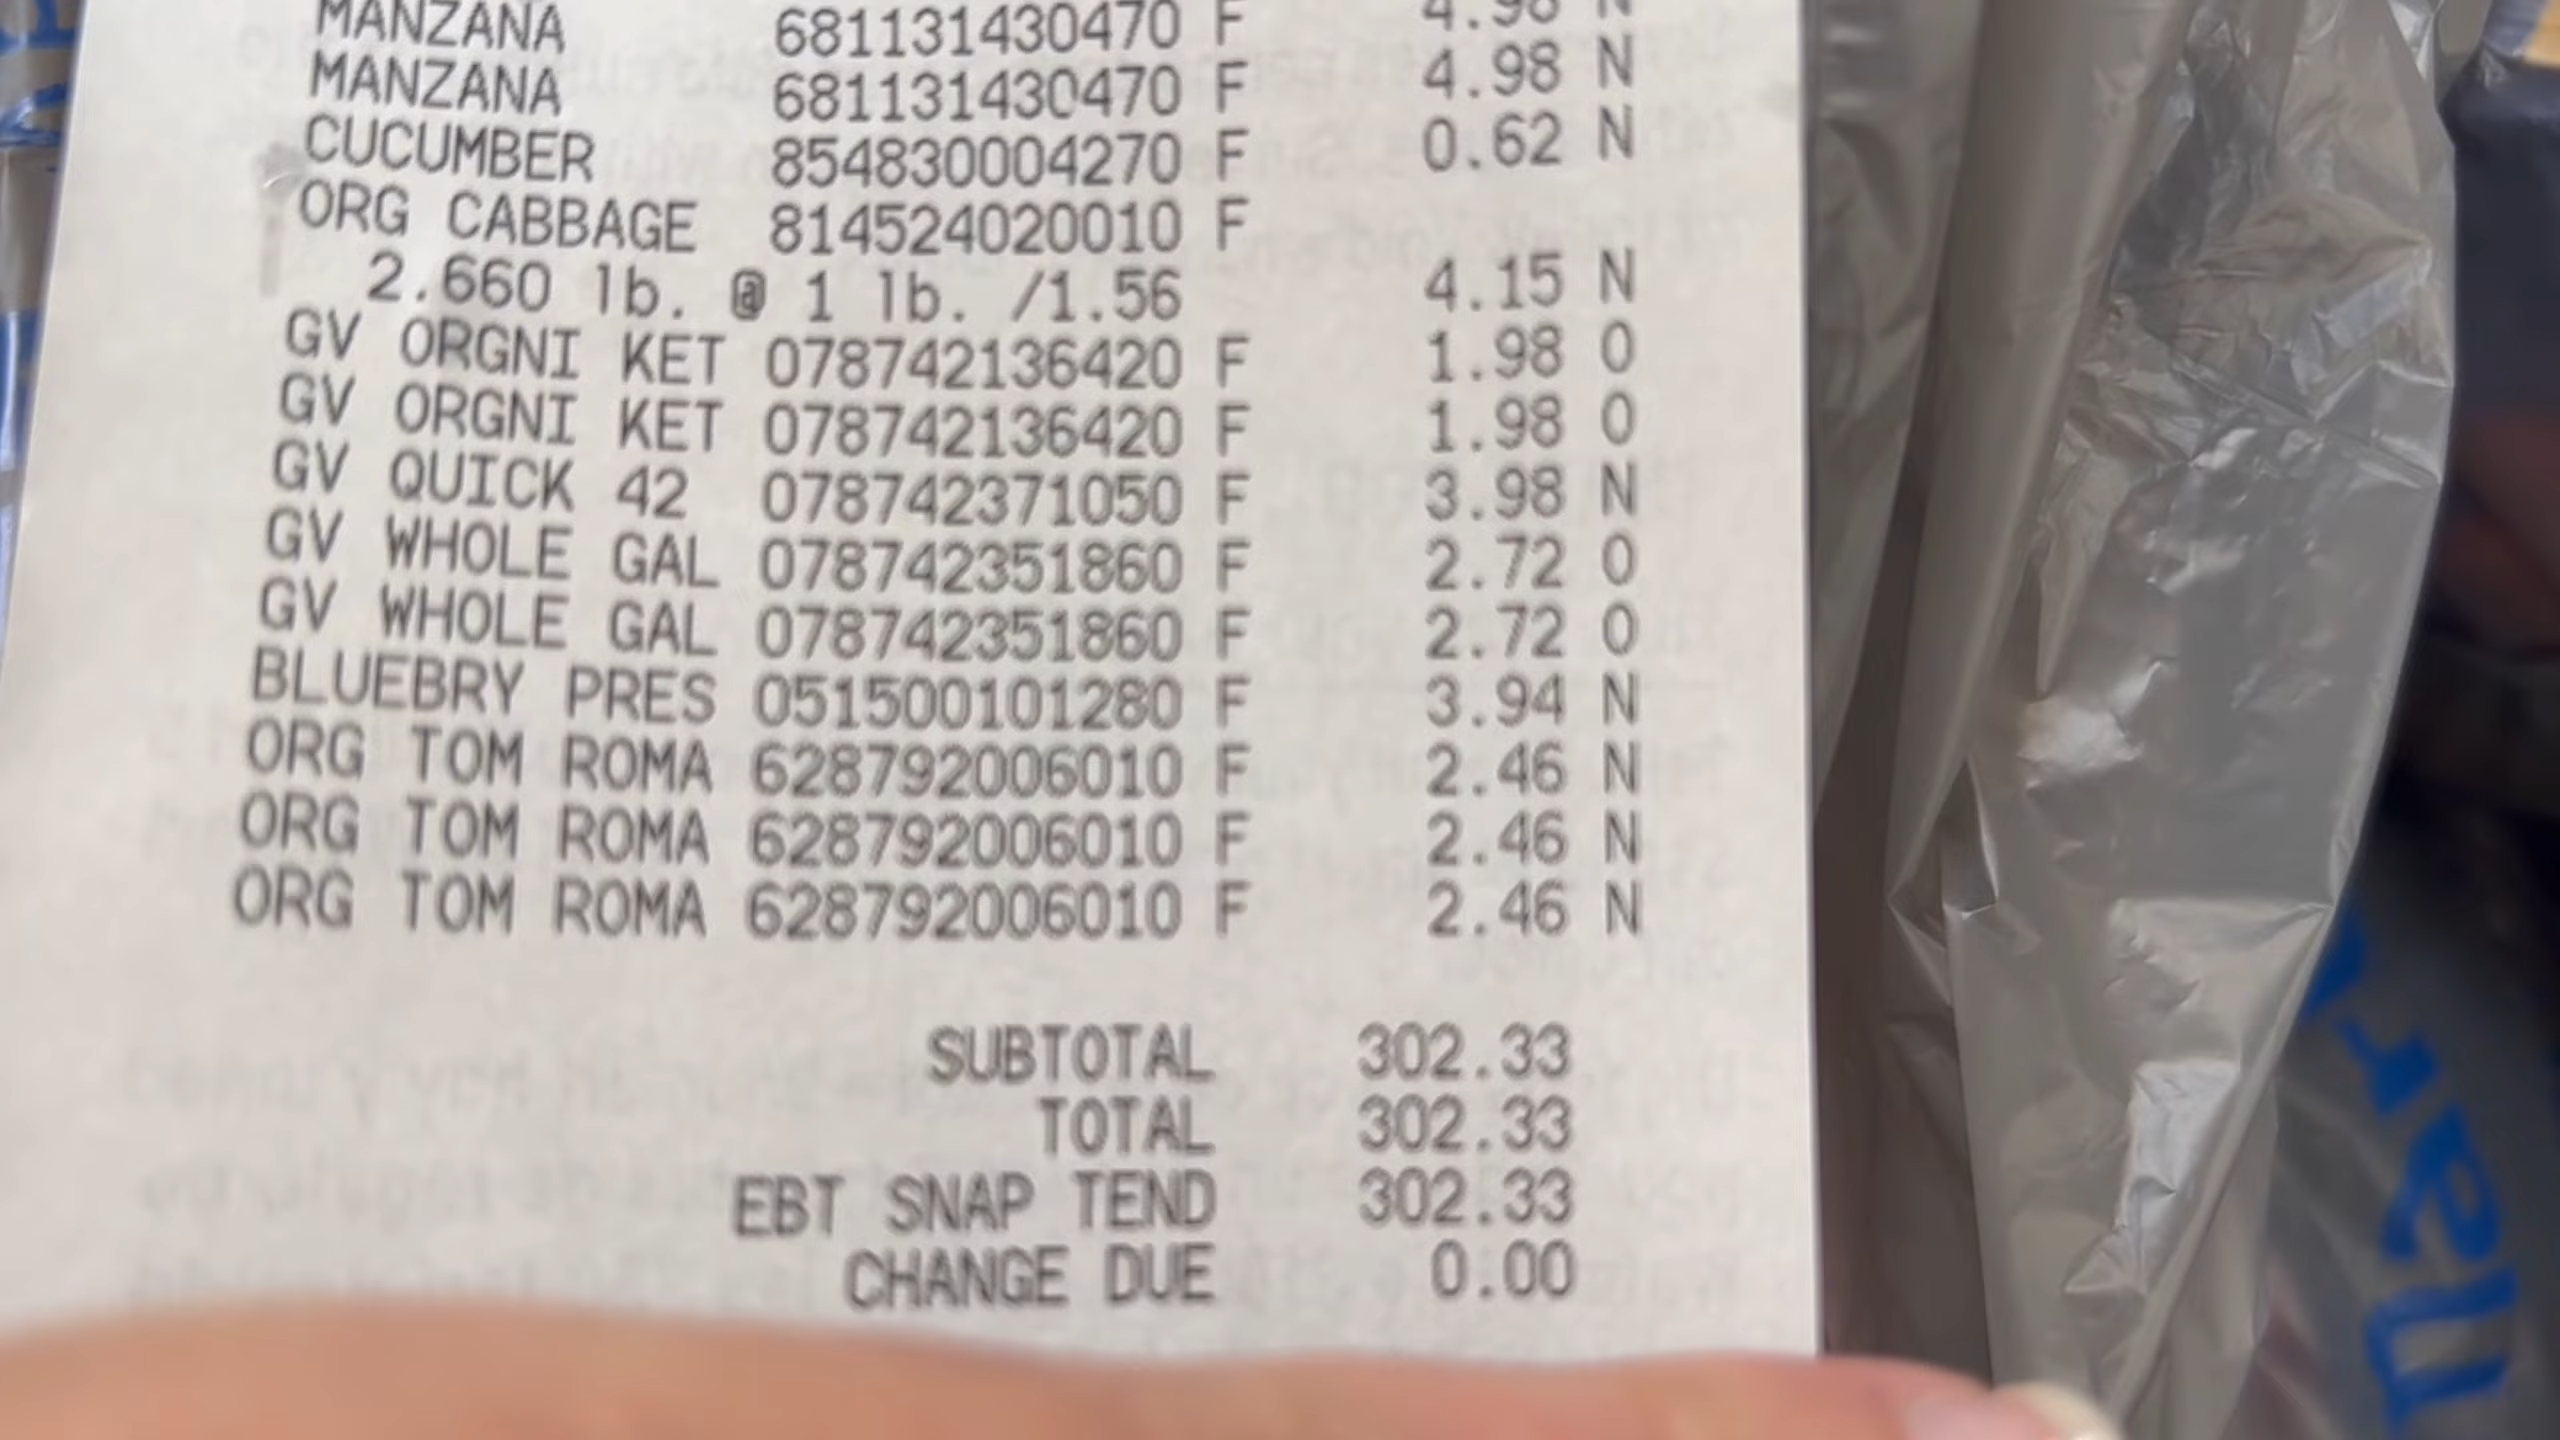 MANZANA 681131430470 F 4.98 N
MANZANA 681131430470 F 4.98 N
CUCUMBER 854830004270 F 0.62 N
ORG CABBAGE 814524020010 F
2.660 lb. @ 1 lb. /1.56 4.15 N
GV ORGNI KET 078742136420 F 1.98 O
GV ORGNI KET 078742136420 F 1.98 O
GV QUICK 42 078742371050 F 3.98 N
GV WHOLE GAL 078742351860 F 2.72 O
GV WHOLE GAL 078742351860 F 2.72 O
BLUEBRY PRES 051500101280 F 3.94 N
ORG TOM ROMA 628792006010 F 2.46 N
ORG TOM ROMA 628792006010 F 2.46 N
ORG TOM ROMA 628792006010 F 2.46 N
SUBTOTAL 302.33
TOTAL 302.33
EBT SNAP TEND 302.33
CHANGE DUE 0.00